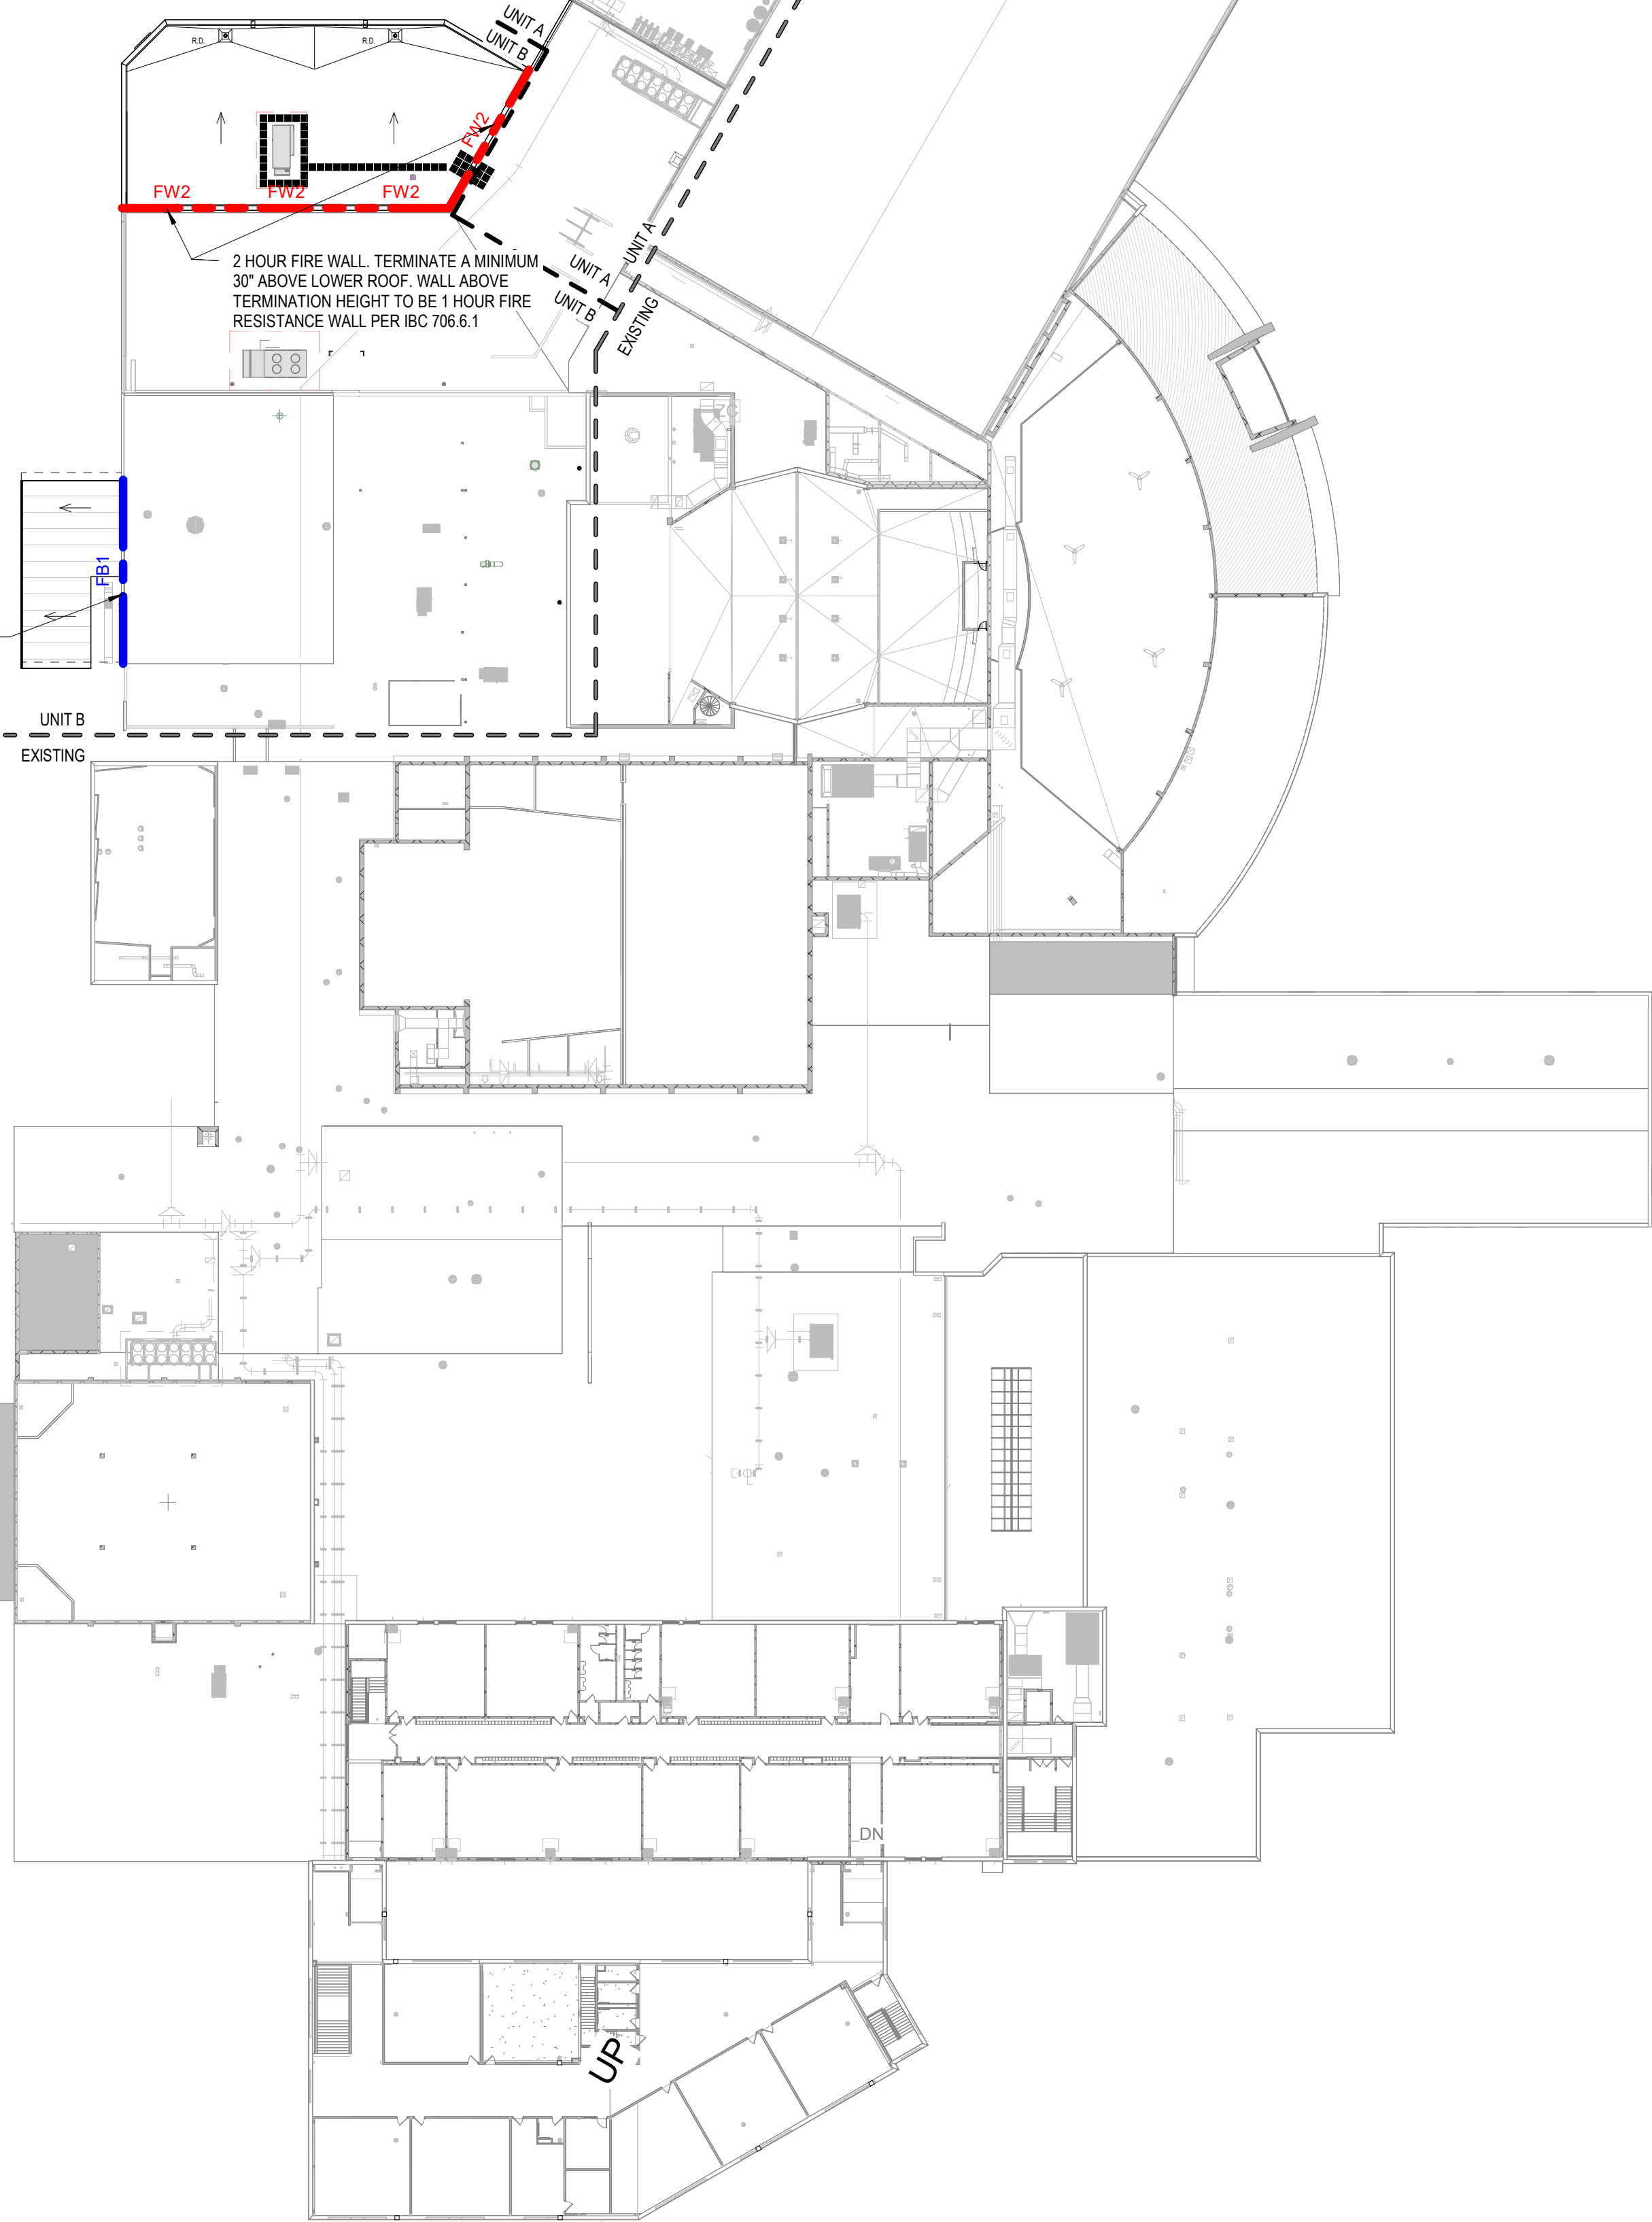 UNIT A
UNIT B
R.D.
R.D.
FW2
FW2
FW2
FW2
2 HOUR FIRE WALL. TERMINATE A MINIMUM
30" ABOVE LOWER ROOF. WALL ABOVE
TERMINATION HEIGHT TO BE 1 HOUR FIRE
RESISTANCE WALL PER IBC 706.6.1
UNIT A
UNIT B
UNIT A
EXISTING
FB1
UNIT B
EXISTING
DN
UP